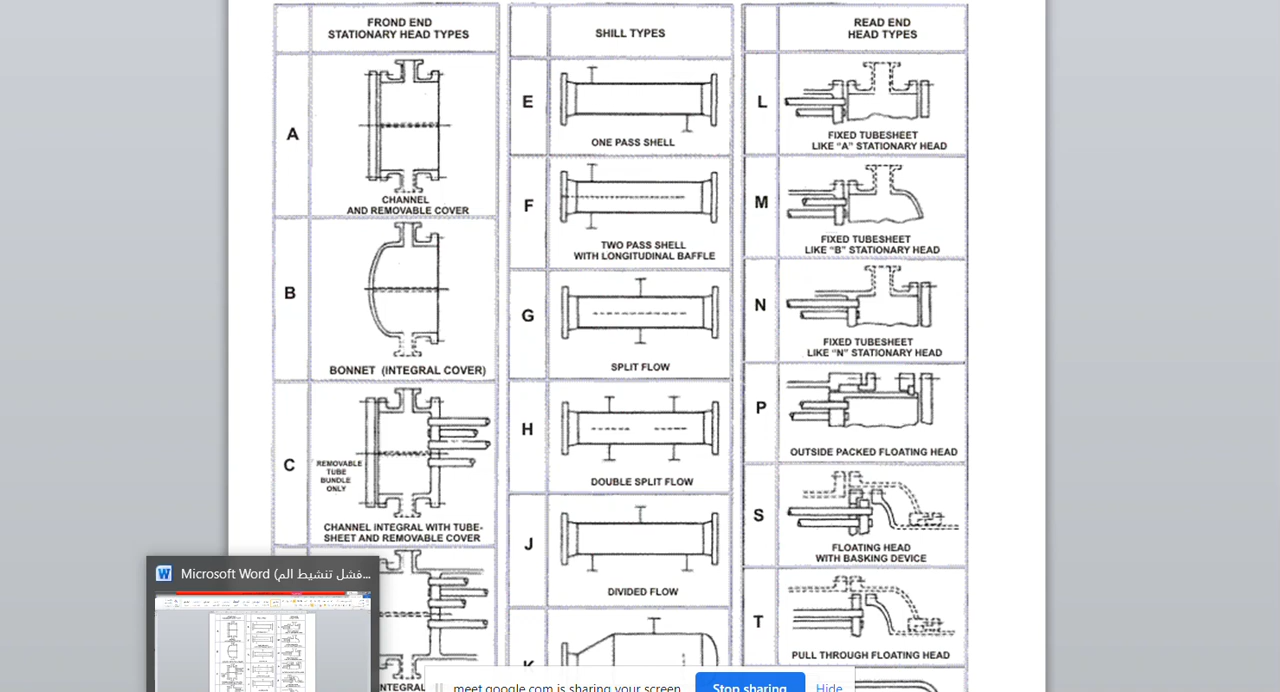 FROND END
STATIONARY HEAD TYPES
A
CHANNEL
AND REMOVABLE COVER
B
BONNET (INTEGRAL COVER)
C
REMOVABLE
TUBE
BUNDLE
ONLY
CHANNEL INTEGRAL WITH TUBE-
SHEET AND REMOVABLE COVER
SHILL TYPES
E
ONE PASS SHELL
F
TWO PASS SHELL
WITH LONGITUDINAL BAFFLE
G
SPLIT FLOW
H
DOUBLE SPLIT FLOW
J
DIVIDED FLOW
K
READ END
HEAD TYPES
L
FIXED TUBESHEET
LIKE “A” STATIONARY HEAD
M
FIXED TUBESHEET
LIKE “B” STATIONARY HEAD
N
FIXED TUBESHEET
LIKE “N” STATIONARY HEAD
P
OUTSIDE PACKED FLOATING HEAD
S
FLOATING HEAD
WITH BASKING DEVICE
T
PULL THROUGH FLOATING HEAD
W Microsoft Word (فشل تنشيط الم...
NTEGRAL
meet.google.com is sharing your screen.
Stop sharing
Hide